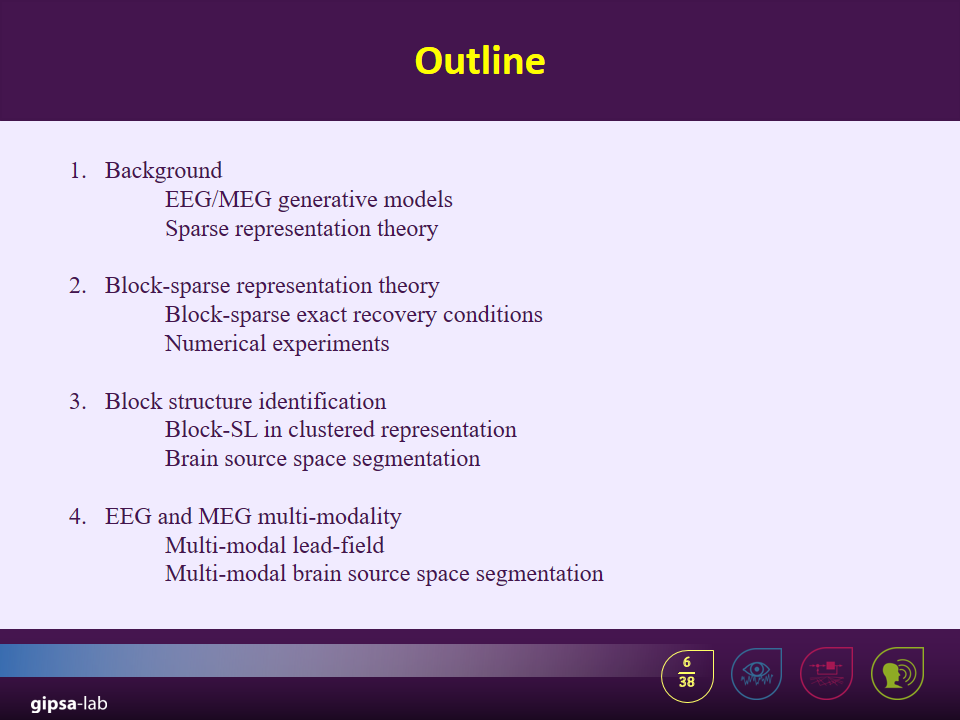 Outline
1. Background
EEG/MEG generative models
Sparse representation theory
2. Block-sparse representation theory
Block-sparse exact recovery conditions
Numerical experiments
3. Block structure identification
Block-SL in clustered representation
Brain source space segmentation
4. EEG and MEG multi-modality
Multi-modal lead-field
Multi-modal brain source space segmentation
6
38
gipsa-lab